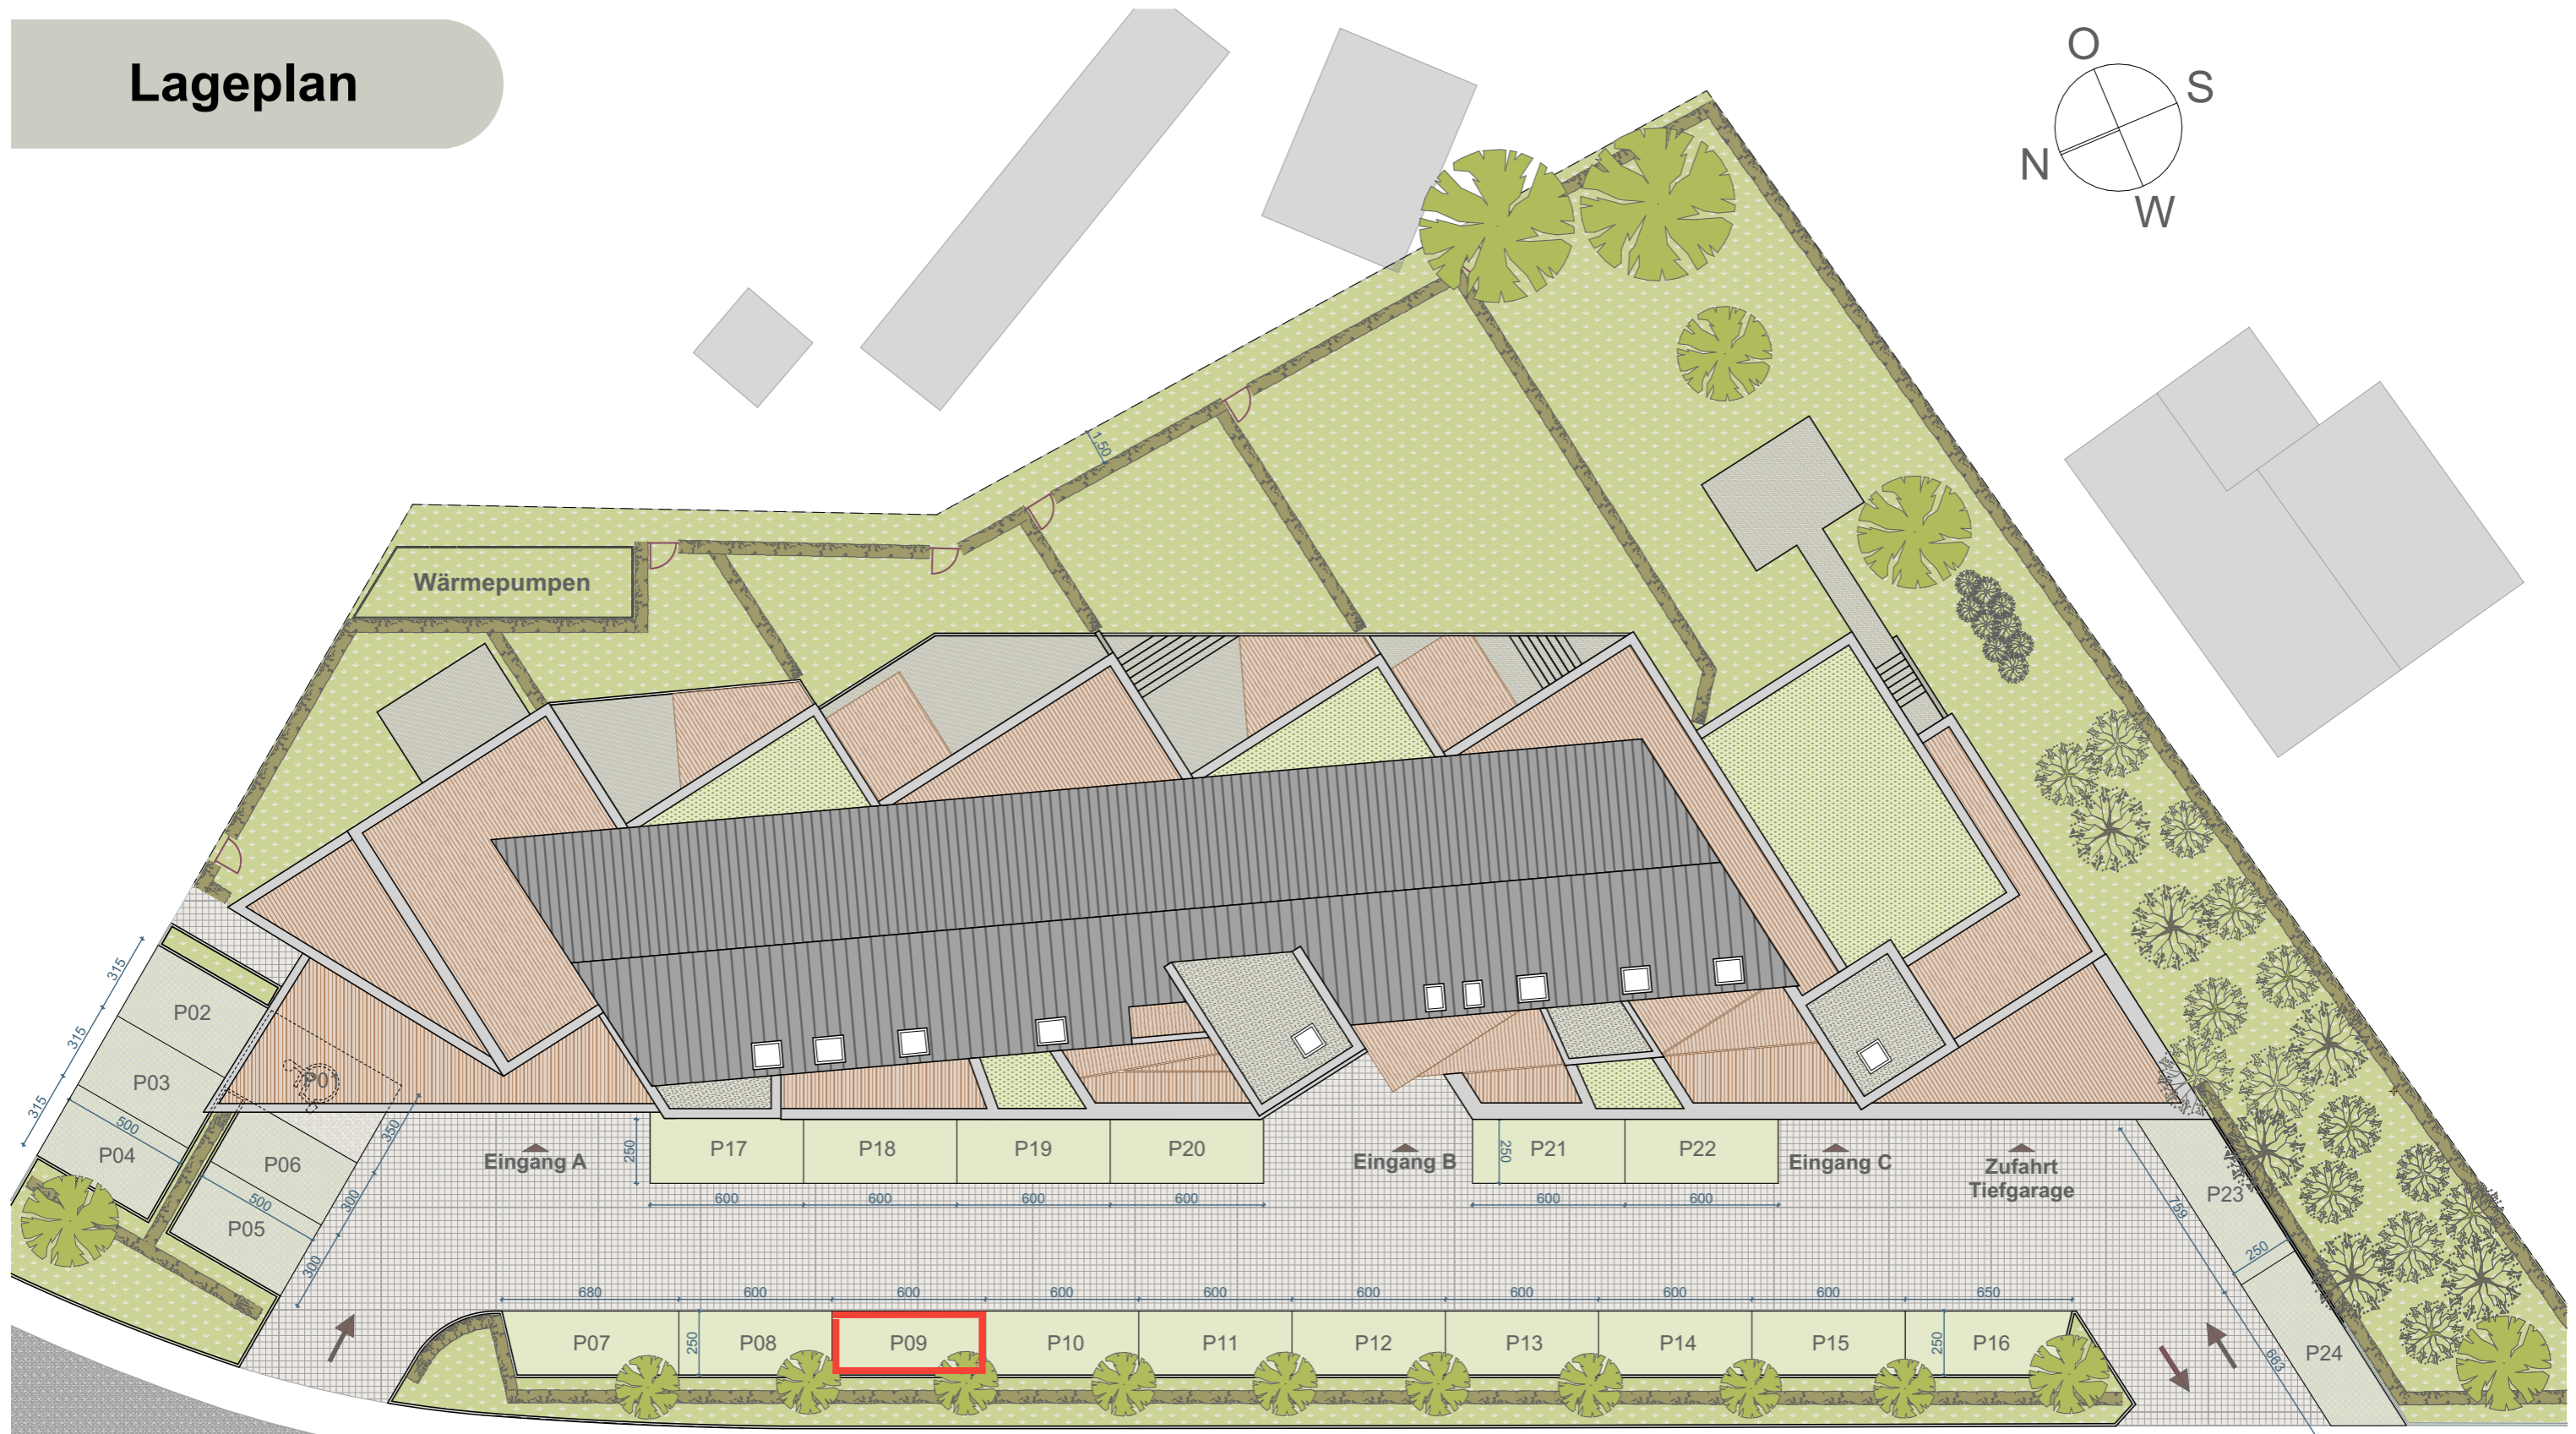 Lageplan
O
S
N
W
1,50
Wärmepumpen
315
315
315
P02
P03
P04
500
P01
P06
P05
500
350
300
300
Eingang A
250
P17
P18
P19
P20
600
600
600
600
Eingang B
250
P21
P22
600
600
Eingang C
Zufahrt
Tiefgarage
P23
759
250
P24
663
680
600
600
600
600
600
600
600
600
650
P07
250
P08
P09
P10
P11
P12
P13
P14
P15
250
P16